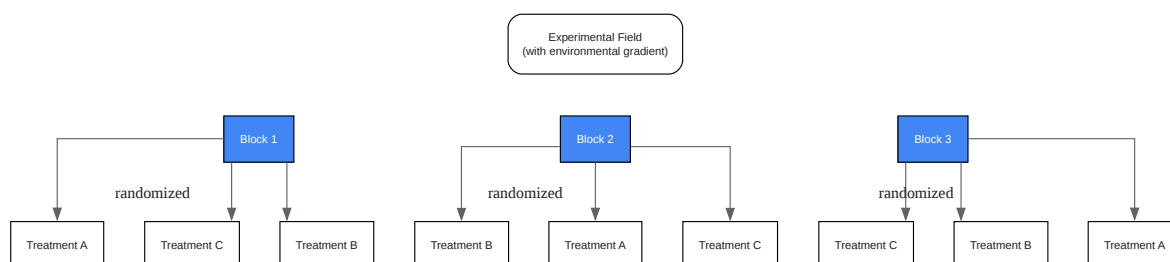 Experimental Field
(with environmental gradient)
Block 1
Block 2
Block 3
randomized
randomized
randomized
Treatment A
Treatment C
Treatment B
Treatment B
Treatment A
Treatment C
Treatment C
Treatment B
Treatment A